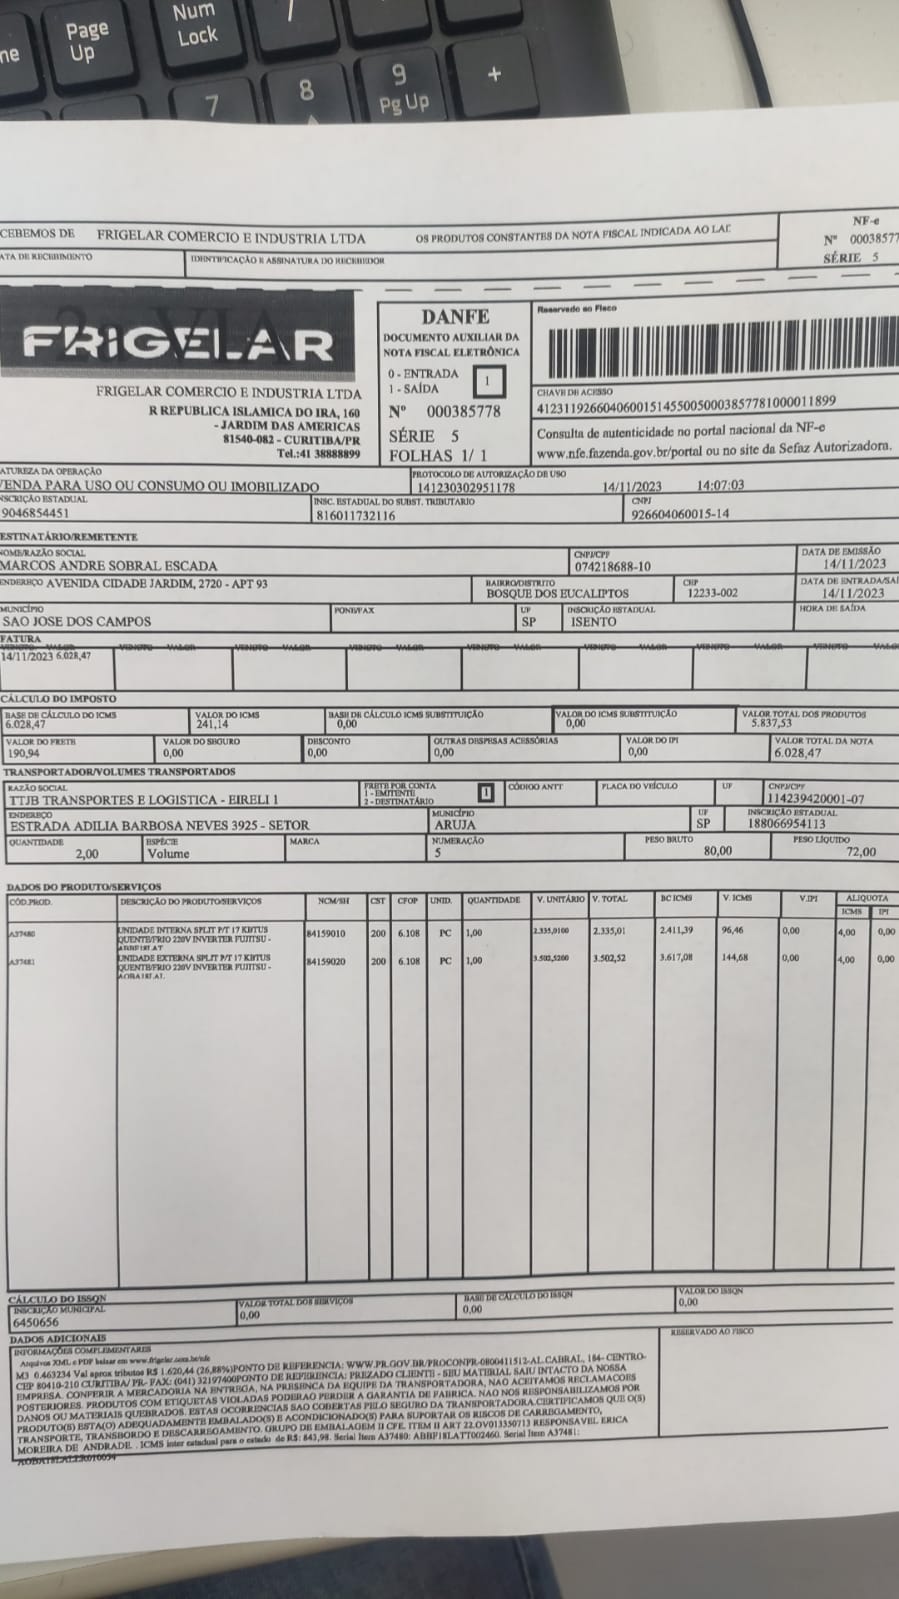 Page Up
Num Lock
7
8
9
Pg Up
+
CEBEMOS DE FRIGELAR COMERCIO E INDUSTRIA LTDA OS PRODUTOS CONSTANTES DA NOTA FISCAL INDICADA AO LAD
NF-e
Nº 00038577
SÉRIE 5
ATA DE RECEBIMENTO IDENTIFICAÇÃO E ASSINATURA DO RECEBEDOR
FRIGELAR
FRIGELAR COMERCIO E INDUSTRIA LTDA
R REPUBLICA ISLAMICA DO IRA, 160
- JARDIM DAS AMERICAS
81540-082 - CURITIBA/PR
Tel.:41 38888899
DANFE
DOCUMENTO AUXILIAR DA
NOTA FISCAL ELETRÔNICA
0 - ENTRADA
1 - SAÍDA 1
Nº 000385778
SÉRIE 5
FOLHAS 1/ 1
Reservado ao Fisco
CHAVE DE ACESSO
41231192660406001514550050003857781000011899
Consulta de autenticidade no portal nacional da NF-e
www.nfe.fazenda.gov.br/portal ou no site da Sefaz Autorizadora.
ATUREZA DA OPERAÇÃO PROTOCOLO DE AUTORIZAÇÃO DE USO
VENDA PARA USO OU CONSUMO OU IMOBILIZADO 141230302951178 14/11/2023 14:07:03
NSCRIÇÃO ESTADUAL INSC. ESTADUAL DO SUBST. TRIBUTARIO CNPJ
9046854451 816011732116 926604060015-14
ESTINATÁRIO/REMETENTE
NOME/RAZÃO SOCIAL CNPJ/CPF DATA DE EMISSÃO
MARCOS ANDRE SOBRAL ESCADA 074218688-10 14/11/2023
ENDEREÇO AVENIDA CIDADE JARDIM, 2720 - APT 93 BAIRRO/DISTRITO CEP DATA DE ENTRADA/SAI
BOSQUE DOS EUCALIPTOS 12233-002 14/11/2023
MUNICÍPIO FONE/FAX UF INSCRIÇÃO ESTADUAL HORA DE SAÍDA
SAO JOSE DOS CAMPOS SP ISENTO
FATURA
VENCTO VALOR VENCTO VALOR VENCTO VALOR VENCTO VALOR VENCTO VALOR VENCTO VALOR VENCTO VALOR VENCTO VALO
14/11/2023 6.028,47
CÁLCULO DO IMPOSTO
BASE DE CÁLCULO DO ICMS VALOR DO ICMS BASE DE CÁLCULO ICMS SUBSTITUIÇÃO VALOR DO ICMS SUBSTITUIÇÃO VALOR TOTAL DOS PRODUTOS
6.028,47 241,14 0,00 0,00 5.837,53
VALOR DO FRETE VALOR DO SEGURO DESCONTO OUTRAS DESPESAS ACESSÓRIAS VALOR DO IPI VALOR TOTAL DA NOTA
190,94 0,00 0,00 0,00 0,00 6.028,47
TRANSPORTADOR/VOLUMES TRANSPORTADOS
RAZÃO SOCIAL FRETE POR CONTA CÓDIGO ANTT PLACA DO VEÍCULO UF CNPJ/CPF
TTJB TRANSPORTES E LOGISTICA - EIRELI 1 1 - EMITENTE 2 - DESTINATÁRIO 1 114239420001-07
ENDEREÇO MUNICÍPIO UF INSCRIÇÃO ESTADUAL
ESTRADA ADILIA BARBOSA NEVES 3925 - SETOR ARUJA SP 188066954113
QUANTIDADE ESPÉCIE MARCA NUMERAÇÃO PESO BRUTO PESO LÍQUIDO
2,00 Volume 5 80,00 72,00
DADOS DO PRODUTO/SERVIÇOS
CÓD.PROD. DESCRIÇÃO DO PRODUTO/SERVIÇOS NCM/SH CST CFOP UNID. QUANTIDADE V. UNITÁRIO V. TOTAL BC ICMS V. ICMS V.IPI ALIQUOTA
ICMS IPI
A37480 UNIDADE INTERNA SPLIT P/T 17 KBTUS 84159010 200 6.108 PC 1,00 2.335,0100 2.335,01 2.411,39 96,46 0,00 4,00 0,00
QUENTE/FRIO 220V INVERTER FUJITSU -
A37481 UNIDADE EXTERNA SPLIT P/T 17 KBTUS 84159020 200 6.108 PC 1,00 3.502,5200 3.502,52 3.617,08 144,68 0,00 4,00 0,00
QUENTE/FRIO 220V INVERTER FUJITSU -
CÁLCULO DO ISSQN
INSCRIÇÃO MUNICIPAL VALOR TOTAL DOS SERVIÇOS BASE DE CÁLCULO DO ISSQN VALOR DO ISSQN
6450656 0,00 0,00 0,00
DADOS ADICIONAIS
INFORMAÇÕES COMPLEMENTARES RESERVADO AO FISCO
Arquivos XML e PDF baixar em www.frigelar.com.br/nfe
M3 0.463234 Val aprox tributos R$ 1.620,44 (26,88%)PONTO DE REFERENCIA: WWW.PR.GOV.BR/PROCONPR-0800411512-AL.CABRAL, 184-CENTRO-
CEP 80410-210 CURITIBA/ PR- FAX: (041) 32197400PONTO DE REFERENCIA: PREZADO CLIENTE - SEU MATERIAL SAIU INTACTO DA NOSSA
EMPRESA. CONFERIR A MERCADORIA NA ENTREGA, NA PRESENCA DA EQUIPE DA TRANSPORTADORA, NAO ACEITAMOS RECLAMACOES
POSTERIORES. PRODUTOS COM ETIQUETAS VIOLADAS PODERAO PERDER A GARANTIA DE FABRICA. NAO NOS RESPONSABILIZAMOS POR
DANOS OU MATERIAIS QUEBRADOS. ESTAS OCORRENCIAS SAO COBERTAS PELO SEGURO DA TRANSPORTADORA.CERTIFICAMOS QUE O(S)
PRODUTO(S) ESTA(O) ADEQUADAMENTE EMBALADO(S) E ACONDICIONADO(S) PARA SUPORTAR OS RISCOS DE CARREGAMENTO,
TRANSPORTE, TRANSBORDO E DESCARREGAMENTO. GRUPO DE EMBALAGEM II CFE. ITEM II ART 22.OV013350713 RESPONSAVEL ERICA
MOREIRA DE ANDRADE . ICMS inter estadual para o estado de R$: 843,98. Serial Item A37480: ABBF18LATT002460. Serial Item A37481: